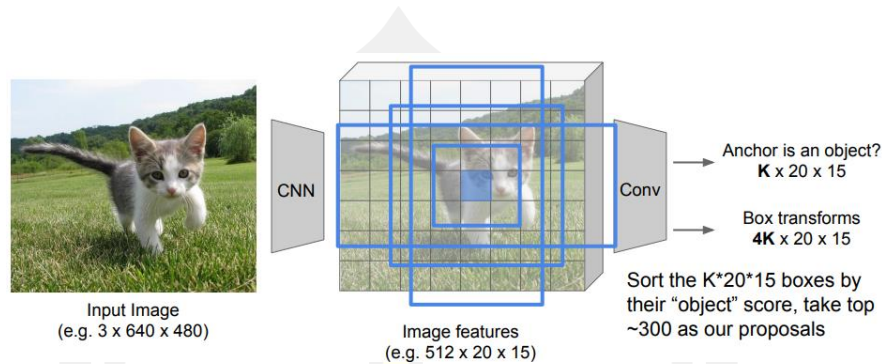 CNN
Conv
Anchor is an object?
K x 20 x 15
Box transforms
4K x 20 x 15
Input Image
(e.g. 3 x 640 x 480)
Image features
(e.g. 512 x 20 x 15)
Sort the K*20*15 boxes by
their “object” score, take top
~300 as our proposals